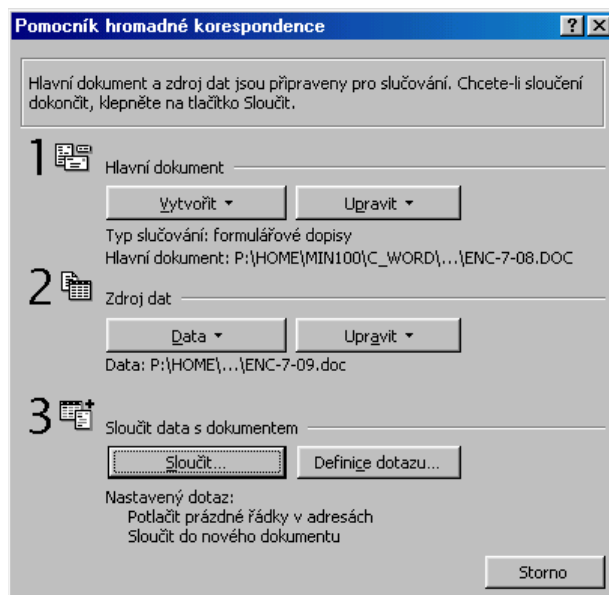 Pomocník hromadné korespondence
Hlavní dokument a zdroj dat jsou připraveny pro slučování. Chcete-li sloučení
dokončit, klepněte na tlačítko Sloučit.
1
Hlavní dokument
Vytvořit
Upravit
Typ slučování: formulářové dopisy
Hlavní dokument: P:\HOME\MIN100\C_WORD\...\ENC-7-08.DOC
2
Zdroj dat
Data
Upravit
Data: P:\HOME\...\ENC-7-09.doc
3
Sloučit data s dokumentem
Sloučit...
Definice dotazu...
Nastavený dotaz:
Potlačit prázdné řádky v adresách
Sloučit do nového dokumentu
Storno